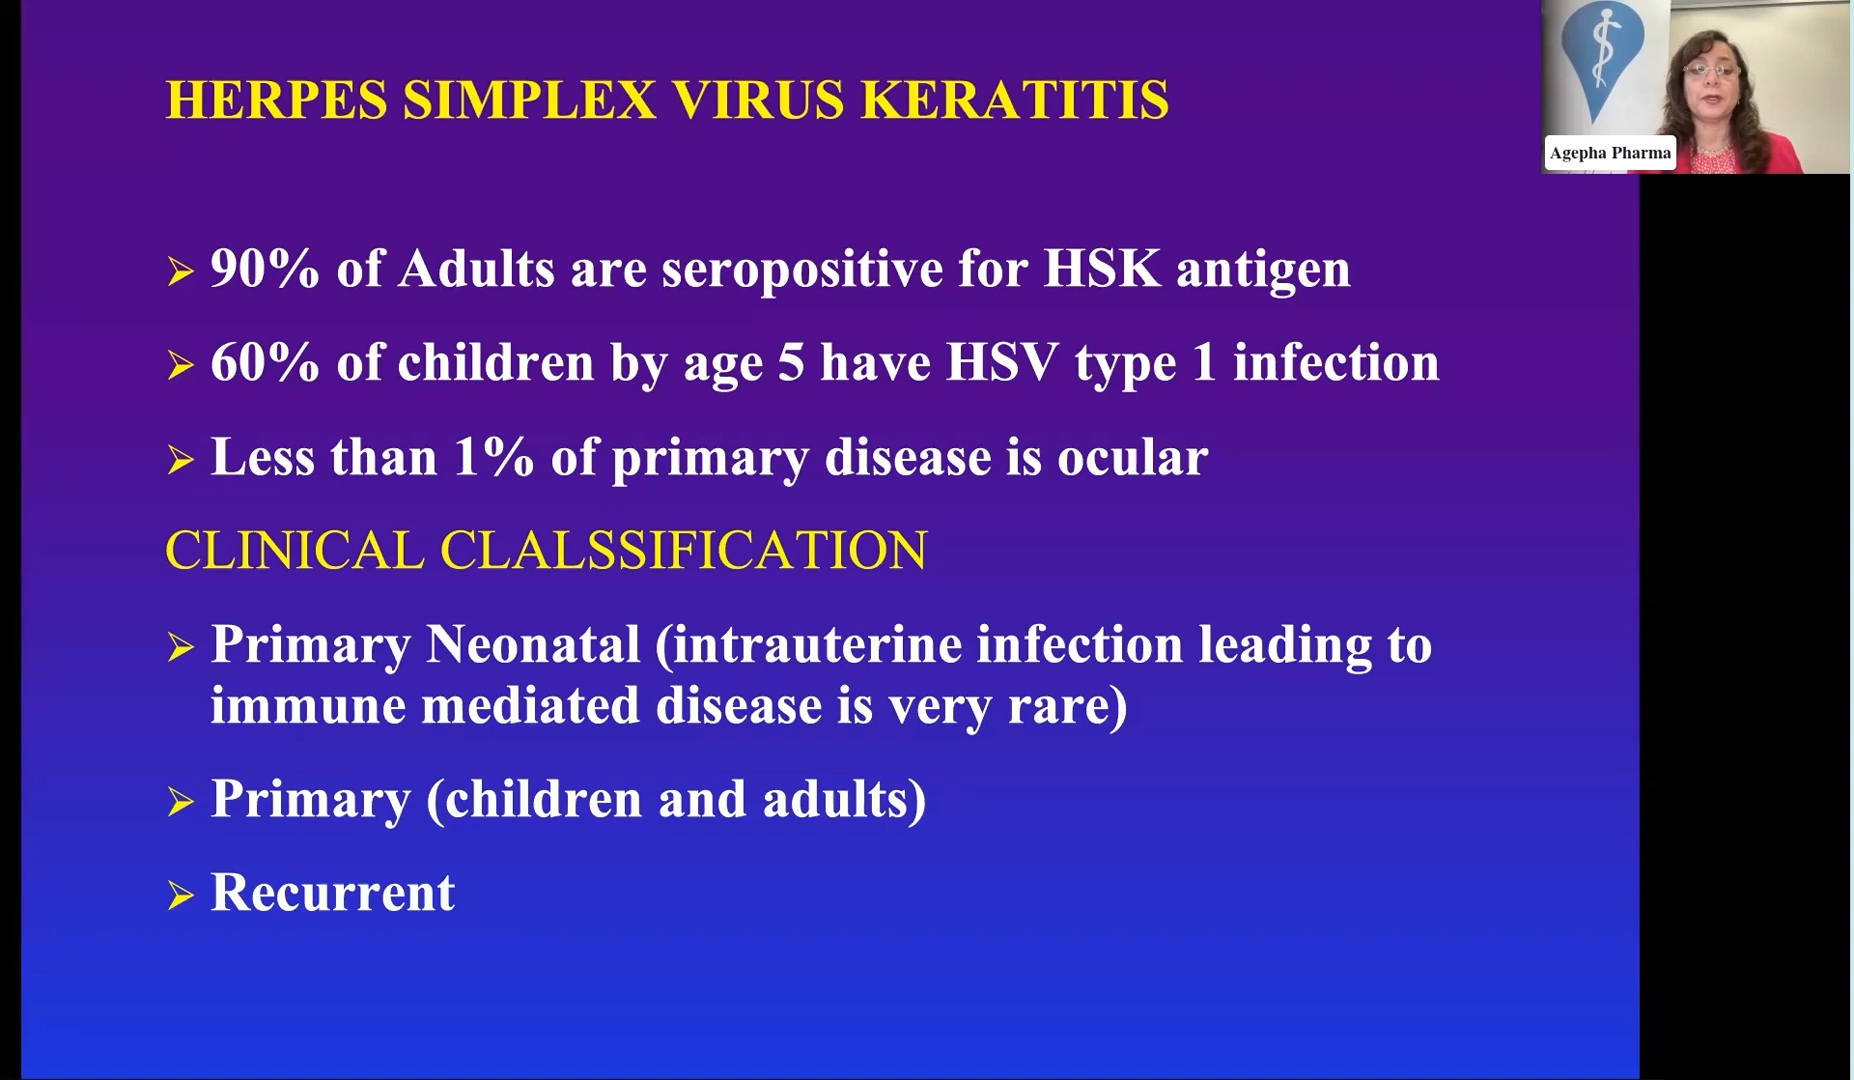 HERPES SIMPLEX VIRUS KERATITIS
Agepha Pharma
90% of Adults are seropositive for HSK antigen
60% of children by age 5 have HSV type 1 infection
Less than 1% of primary disease is ocular
CLINICAL CLALSSIFICATION
Primary Neonatal (intrauterine infection leading to
immune mediated disease is very rare)
Primary (children and adults)
Recurrent